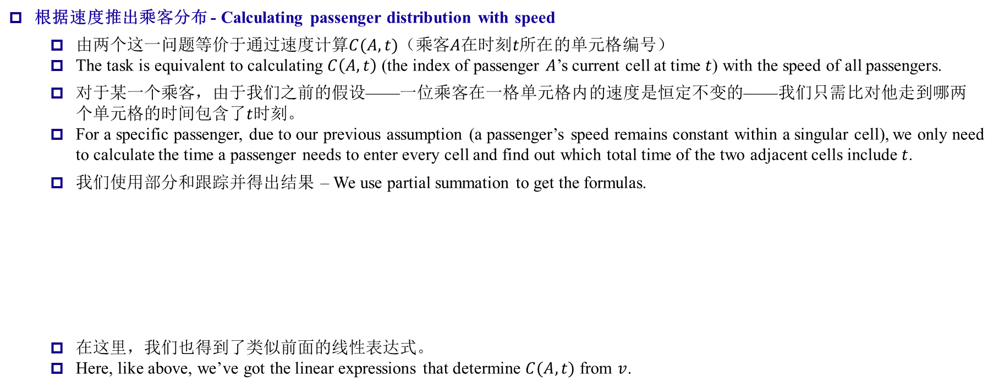 根据速度推出乘客分布 - Calculating passenger distribution with speed
由两个这一问题等价于通过速度计算C(A, t)（乘客A在时刻t所在的单元格编号）
The task is equivalent to calculating C(A, t) (the index of passenger A’s current cell at time t) with the speed of all passengers.
对于某一个乘客，由于我们之前的假设——一位乘客在一格单元格内的速度是恒定不变的——我们只需比对他走到哪两
个单元格的时间包含了t时刻。
For a specific passenger, due to our previous assumption (a passenger’s speed remains constant within a singular cell), we only need
to calculate the time a passenger needs to enter every cell and find out which total time of the two adjacent cells include t.
我们使用部分和跟踪并得出结果 – We use partial summation to get the formulas.
在这里，我们也得到了类似前面的线性表达式。
Here, like above, we’ve got the linear expressions that determine C(A, t) from v.